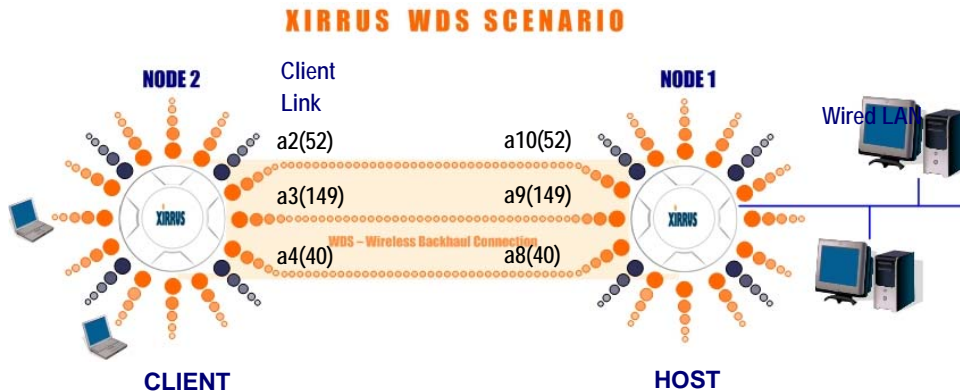 XIRRUS WDS SCENARIO
NODE 2
Client
Link
NODE 1
Wired LAN
a2(52)
a10(52)
a3(149)
a9(149)
XIRRUS
XIRRUS
WDS – Wireless Backhaul Connection
a4(40)
a8(40)
CLIENT
HOST